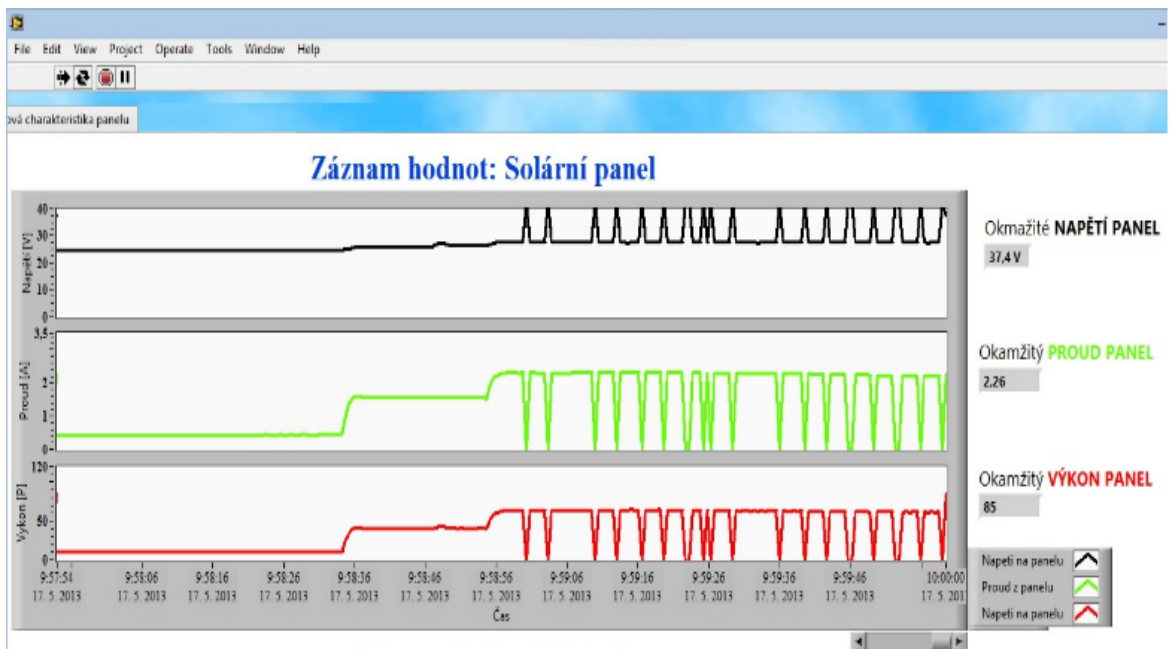 File Edit View Project Operate Tools Window Help
ová charakteristika panelu
Záznam hodnot: Solární panel
Napětí [V]
40
30
20
10
0
Okmažité NAPĚTÍ PANEL
37,4 V
Proud [A]
3,5
2
1
0
Okamžitý PROUD PANEL
2,26
Výkon [P]
120
50
0
Okamžitý VÝKON PANEL
85
9:57:54 9:58:06 9:58:16 9:58:26 9:58:36 9:58:46 9:58:56 9:59:06 9:59:16 9:59:26 9:59:36 9:59:46 10:00:00
17. 5. 2013 17. 5. 2013 17. 5. 2013 17. 5. 2013 17. 5. 2013 17. 5. 2013 17. 5. 2013 17. 5. 2013 17. 5. 2013 17. 5. 2013 17. 5. 2013 17. 5. 2013 17. 5. 201
Čas
Napeti na panelu
Proud z panelu
Napeti na panelu